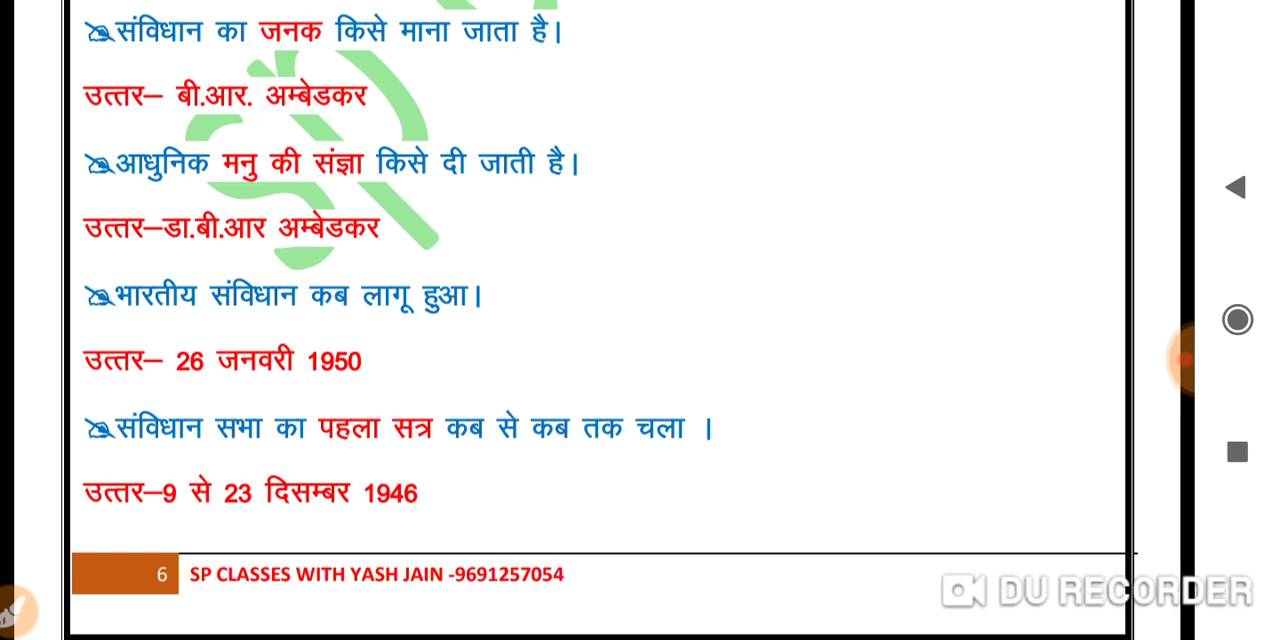 संविधान का जनक किसे माना जाता है।
उत्तर– बी.आर. अम्बेडकर
आधुनिक मनु की संज्ञा किसे दी जाती है।
उत्तर–डा.बी.आर अम्बेडकर
भारतीय संविधान कब लागू हुआ।
उत्तर– 26 जनवरी 1950
संविधान सभा का पहला सत्र कब से कब तक चला ।
उत्तर–9 से 23 दिसम्बर 1946
6 SP CLASSES WITH YASH JAIN -9691257054
DU RECORDER